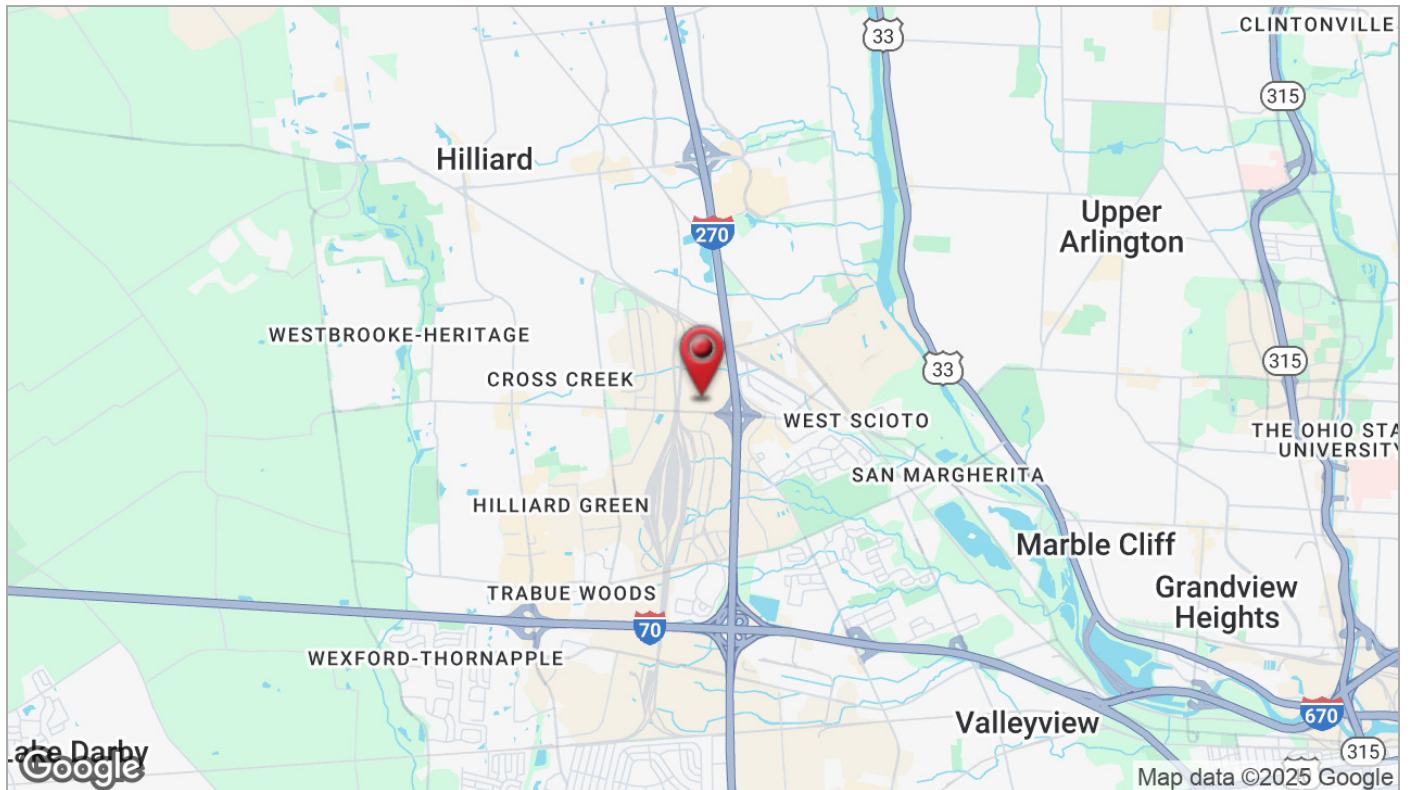 CLINTONVILLE
33
315
Hilliard
Upper
Arlington
270
WESTBROOKE-HERITAGE
CROSS CREEK
33
315
WEST SCIOTO
THE OHIO STA
UNIVERSITY
SAN MARGHERITA
HILLIARD GREEN
Marble Cliff
Grandview
Heights
TRABUE WOODS
70
WEXFORD-THORNAPPLE
670
Valleyview
315
Lake Darby
Google
Map data ©2025 Google